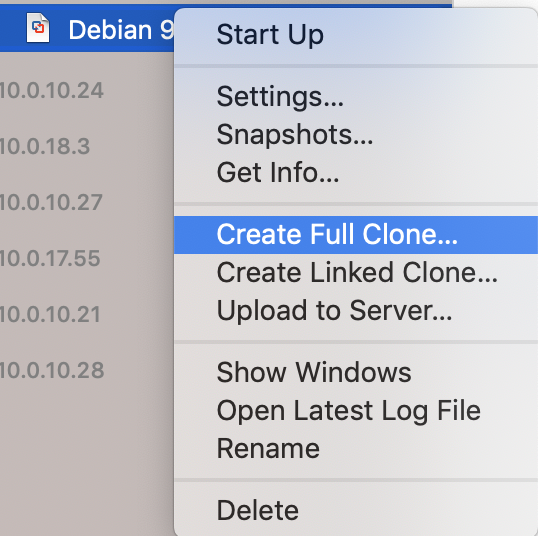 Debian 9
10.0.10.24
10.0.18.3
10.0.10.27
10.0.17.55
10.0.10.21
10.0.10.28
Start Up
Settings...
Snapshots...
Get Info...
Create Full Clone...
Create Linked Clone...
Upload to Server...
Show Windows
Open Latest Log File
Rename
Delete